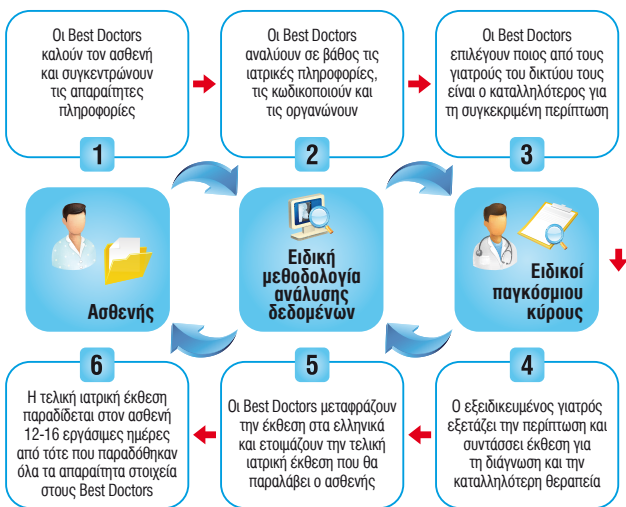 Οι Best Doctors
καλούν τον ασθενή
και συγκεντρώνουν
τις απαραίτητες
πληροφορίες
1
Οι Best Doctors
αναλύουν σε βάθος τις
ιατρικές πληροφορίες,
τις κωδικοποιούν και
τις οργανώνουν
2
Οι Best Doctors
επιλέγουν ποιος από τους
γιατρούς του δικτύου τους
είναι ο καταλληλότερος για
τη συγκεκριμένη περίπτωση
3
Ασθενής
Ειδική
μεθοδολογία
ανάλυσης
δεδομένων
Ειδικοί
παγκόσμιου
κύρους
4
Ο εξειδικευμένος γιατρός
εξετάζει την περίπτωση και
συντάσσει έκθεση για
τη διάγνωση και την
καταλληλότερη θεραπεία
5
Οι Best Doctors μεταφράζουν
την έκθεση στα ελληνικά
και ετοιμάζουν την τελική
ιατρική έκθεση που θα
παραλάβει ο ασθενής
6
Η τελική ιατρική έκθεση
παραδίδεται στον ασθενή
12-16 εργάσιμες ημέρες
από τότε που παραδόθηκαν
όλα τα απαραίτητα στοιχεία
στους Best Doctors